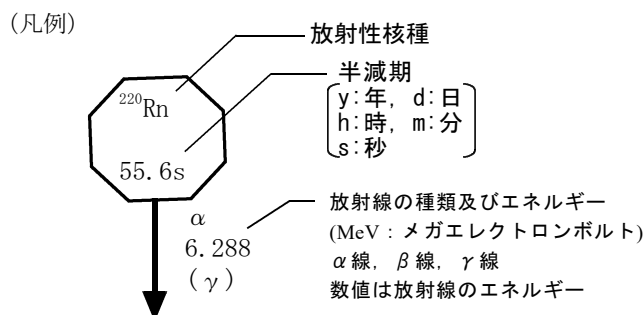 (凡例)
放射性核種
半減期
y:年, d:日
h:時, m:分
s:秒
²²⁰Rn
55.6s
α
6.288
(γ)
放射線の種類及びエネルギー
(MeV:メガエレクトロンボルト)
α線, β線, γ線
数値は放射線のエネルギー